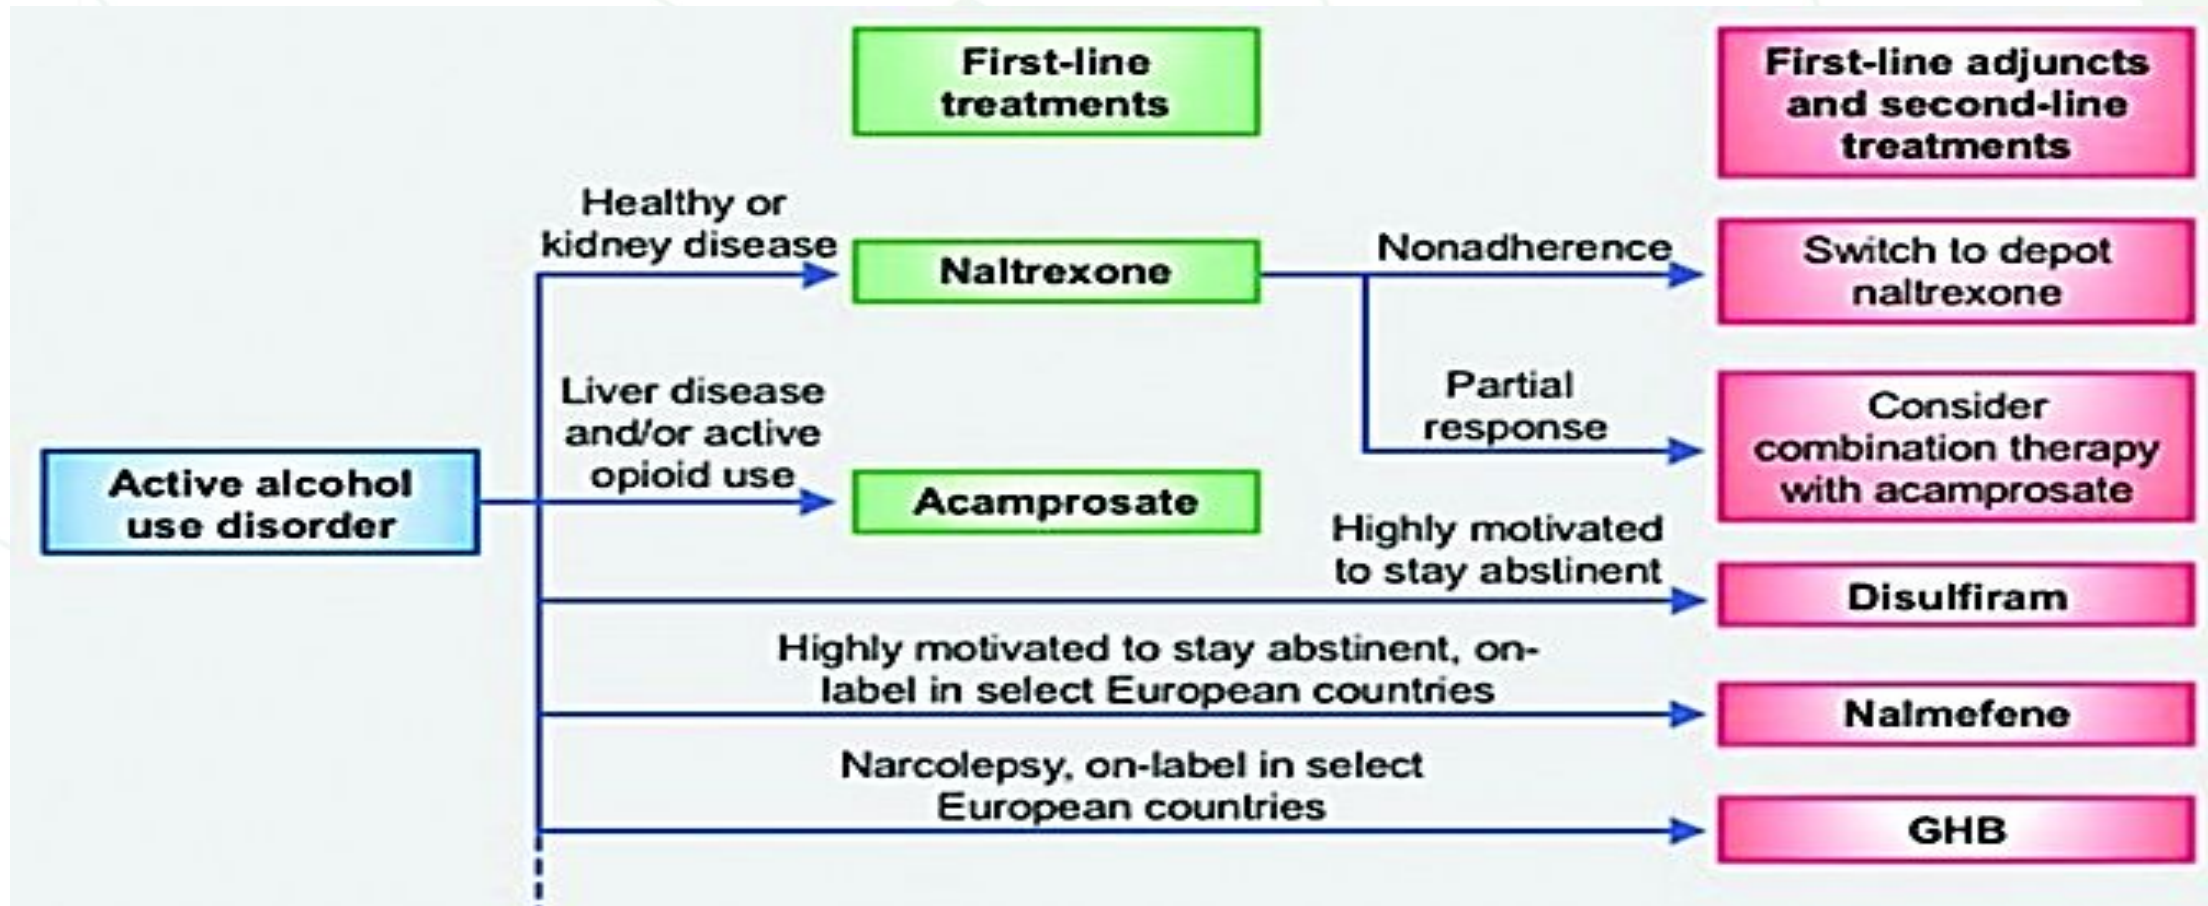 First-line
treatments
First-line adjuncts
and second-line
treatments
Healthy or
kidney disease
Naltrexone
Nonadherence
Switch to depot
naltrexone
Liver disease
and/or active
opioid use
Partial
response
Consider
combination therapy
with acamprosate
Active alcohol
use disorder
Acamprosate
Highly motivated
to stay abstinent
Disulfiram
Highly motivated to stay abstinent, on-
label in select European countries
Nalmefene
Narcolepsy, on-label in select
European countries
GHB